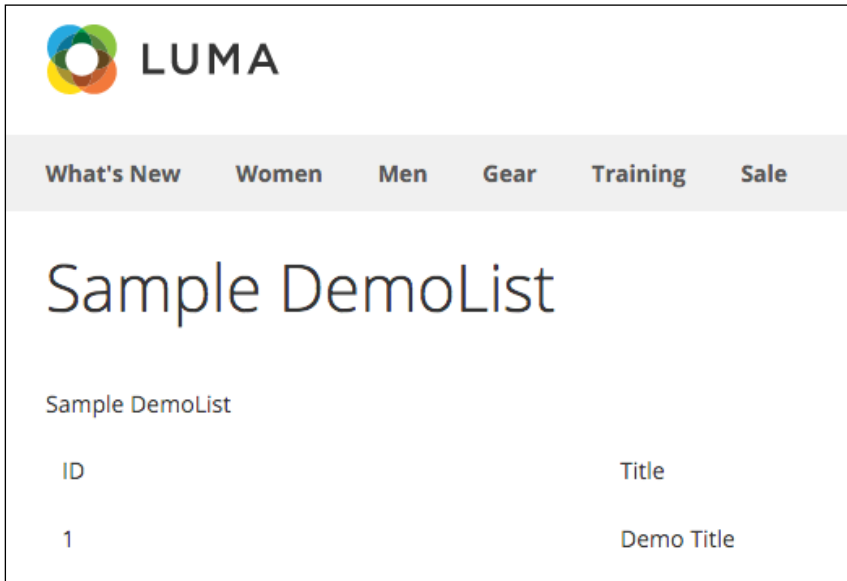 LUMA
What's New Women Men Gear Training Sale
Sample DemoList
Sample DemoList
ID Title
1 Demo Title